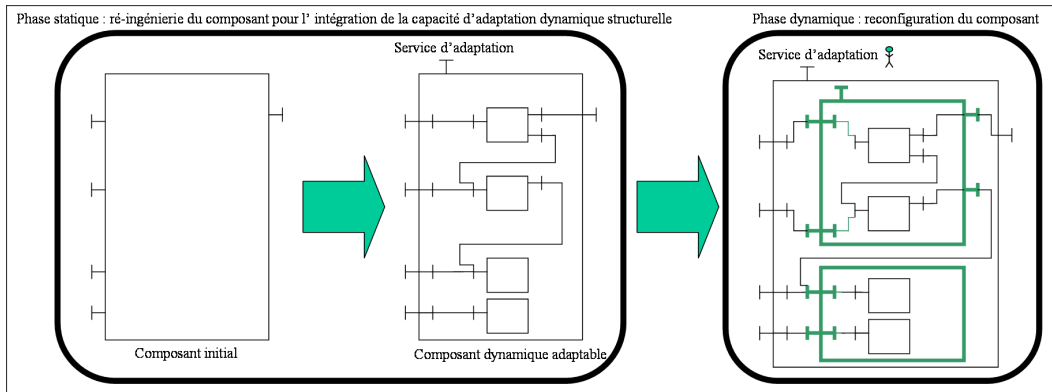 Phase statique : ré-ingénierie du composant pour l' intégration de la capacité d'adaptation dynamique structurelle
Phase dynamique : reconfiguration du composant
Service d'adaptation
Service d'adaptation
Composant initial
Composant dynamique adaptable